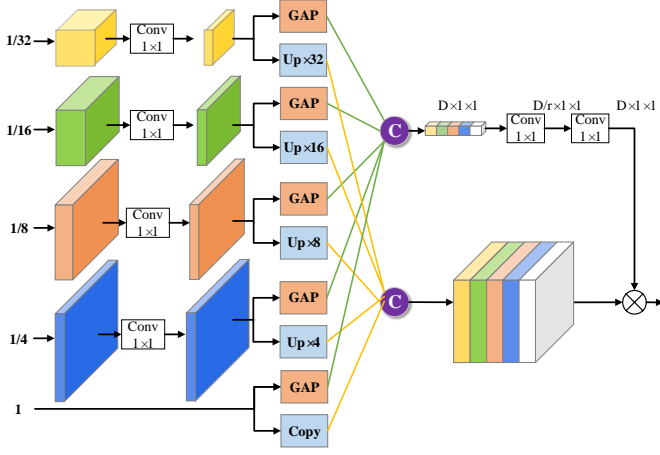 GAP
1/32
Conv
1×1
Up×32
GAP
1/16
Conv
1×1
Up×16
C
D×1×1
D/r×1×1
D×1×1
Conv
1×1
Conv
1×1
GAP
1/8
Conv
1×1
Up×8
C
GAP
1/4
Conv
1×1
Up×4
GAP
1
Copy